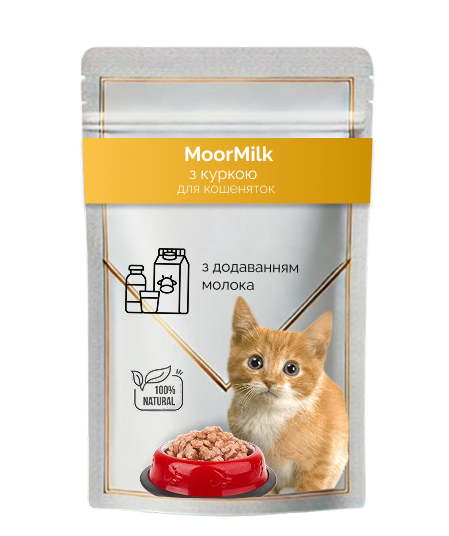 MoorMilk
з куркою
для кошеняток
з додаванням
молока
100%
NATURAL